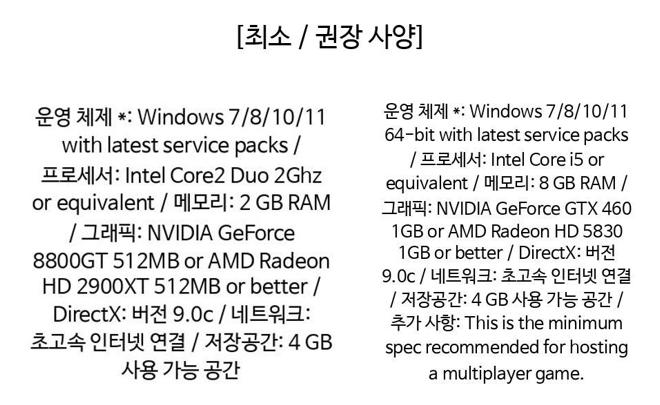 [최소 / 권장 사양]
운영 체제 *: Windows 7/8/10/11
with latest service packs /
프로세서: Intel Core2 Duo 2Ghz
or equivalent / 메모리: 2 GB RAM
/ 그래픽: NVIDIA GeForce
8800GT 512MB or AMD Radeon
HD 2900XT 512MB or better /
DirectX: 버전 9.0c / 네트워크:
초고속 인터넷 연결 / 저장공간: 4 GB
사용 가능 공간
운영 체제 *: Windows 7/8/10/11
64-bit with latest service packs
/ 프로세서: Intel Core i5 or
equivalent / 메모리: 8 GB RAM /
그래픽: NVIDIA GeForce GTX 460
1GB or AMD Radeon HD 5830
1GB or better / DirectX: 버전
9.0c / 네트워크: 초고속 인터넷 연결
/ 저장공간: 4 GB 사용 가능 공간 /
추가 사항: This is the minimum
spec recommended for hosting
a multiplayer game.